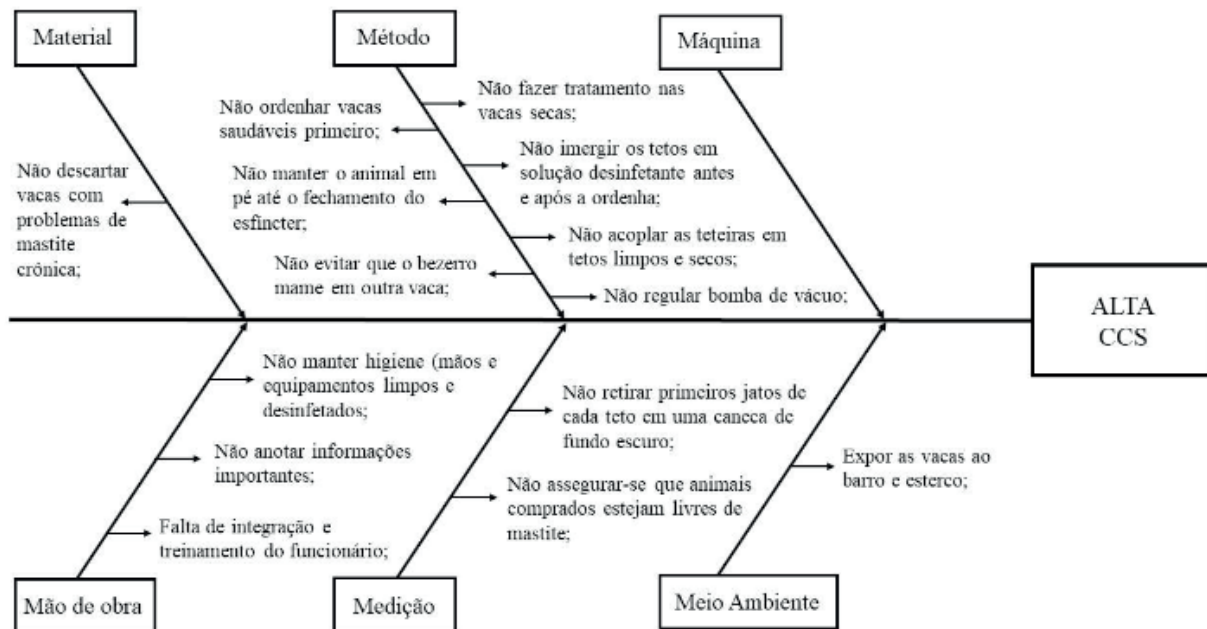 Material
Método
Máquina
Não fazer tratamento nas
vacas secas;
Não ordenhar vacas
saudáveis primeiro;
Não imergir os tetos em
solução desinfetante antes
e após a ordenha;
Não descartar
vacas com
problemas de
mastite
crônica;
Não manter o animal em
pé até o fechamento do
esfíncter;
Não acoplar as teteiras em
tetos limpos e secos;
Não evitar que o bezerro
mame em outra vaca;
Não regular bomba de vácuo;
ALTA
CCS
Não manter higiene (mãos e
equipamentos limpos e
desinfetados;
Não retirar primeiros jatos de
cada teto em uma caneca de
fundo escuro;
Não anotar informações
importantes;
Expor as vacas ao
barro e esterco;
Não assegurar-se que animais
comprados estejam livres de
mastite;
Falta de integração e
treinamento do funcionário;
Mão de obra
Medição
Meio Ambiente